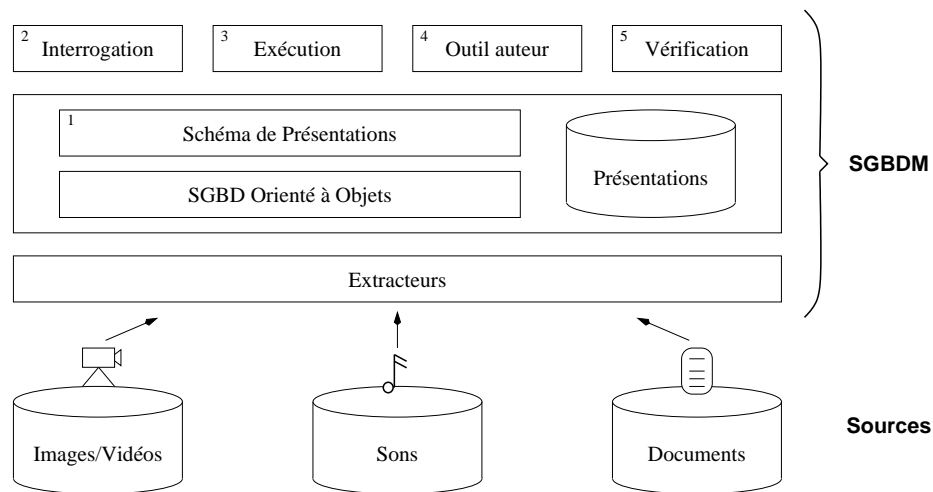 2 Interrogation
3 Exécution
4 Outil auteur
5 Vérification
1 Schéma de Présentations
SGBD Orienté à Objets
Présentations
SGBDM
Extracteurs
Images/Vidéos
Sons
Documents
Sources